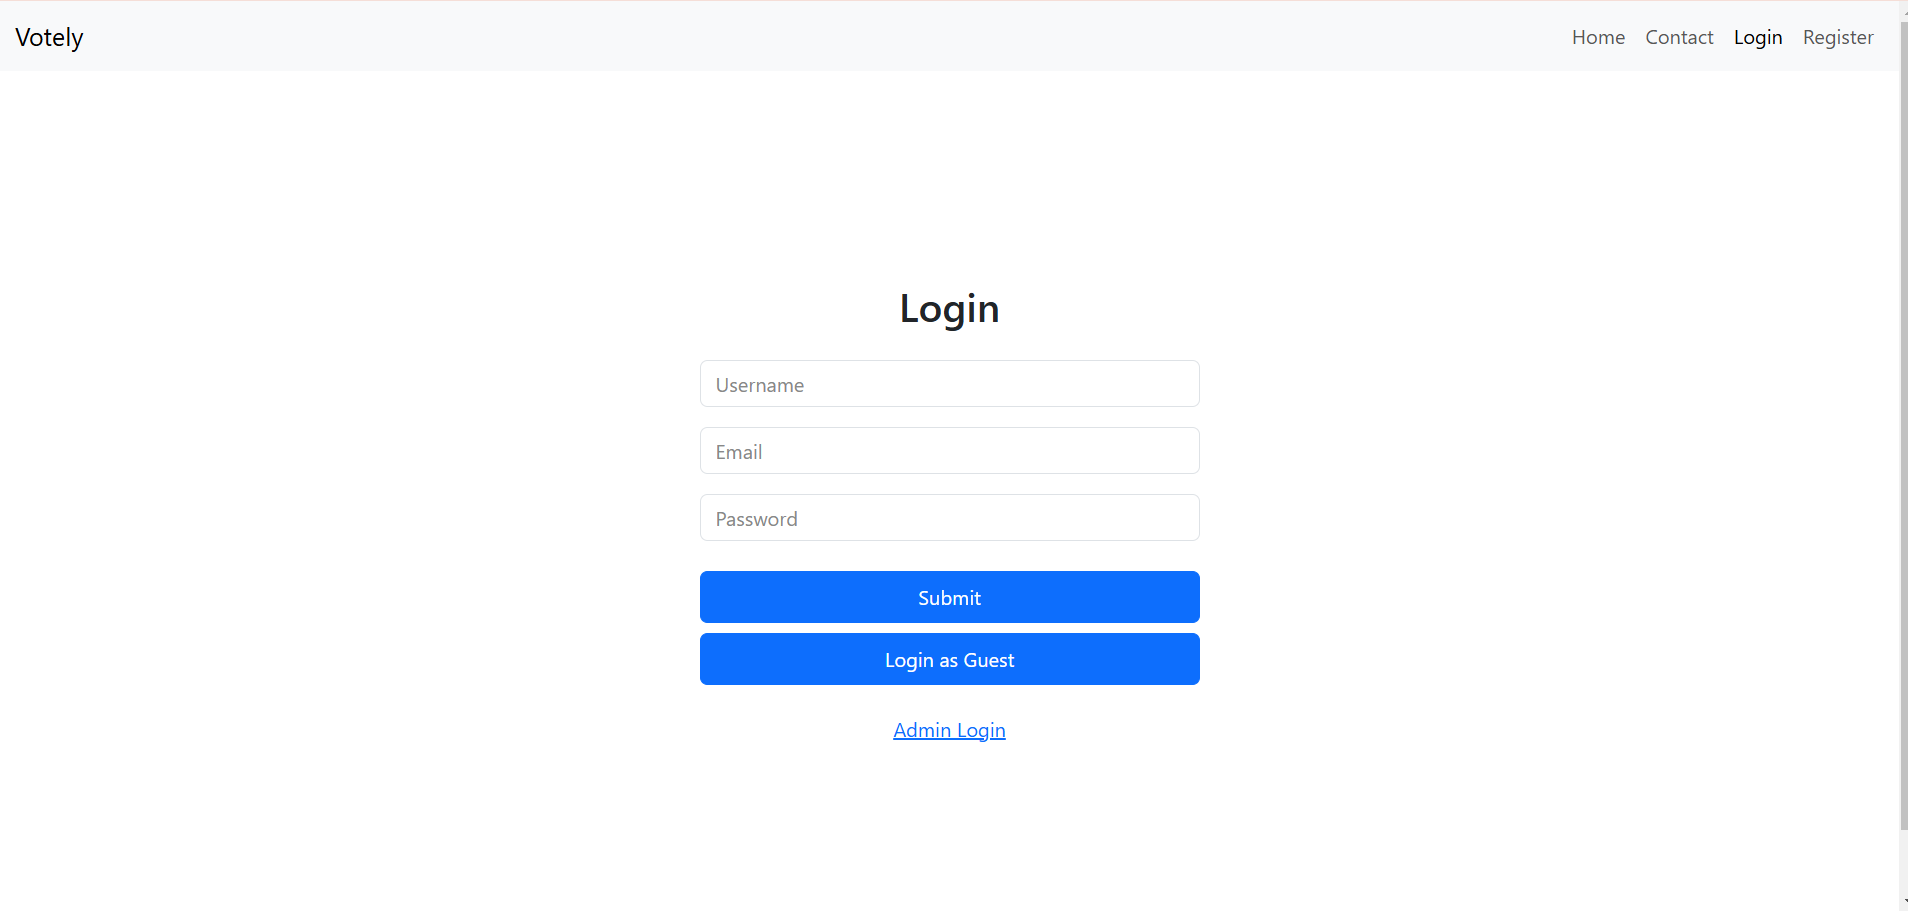 Votely
Home Contact Login Register
Login
Username
Email
Password
Submit
Login as Guest
Admin Login